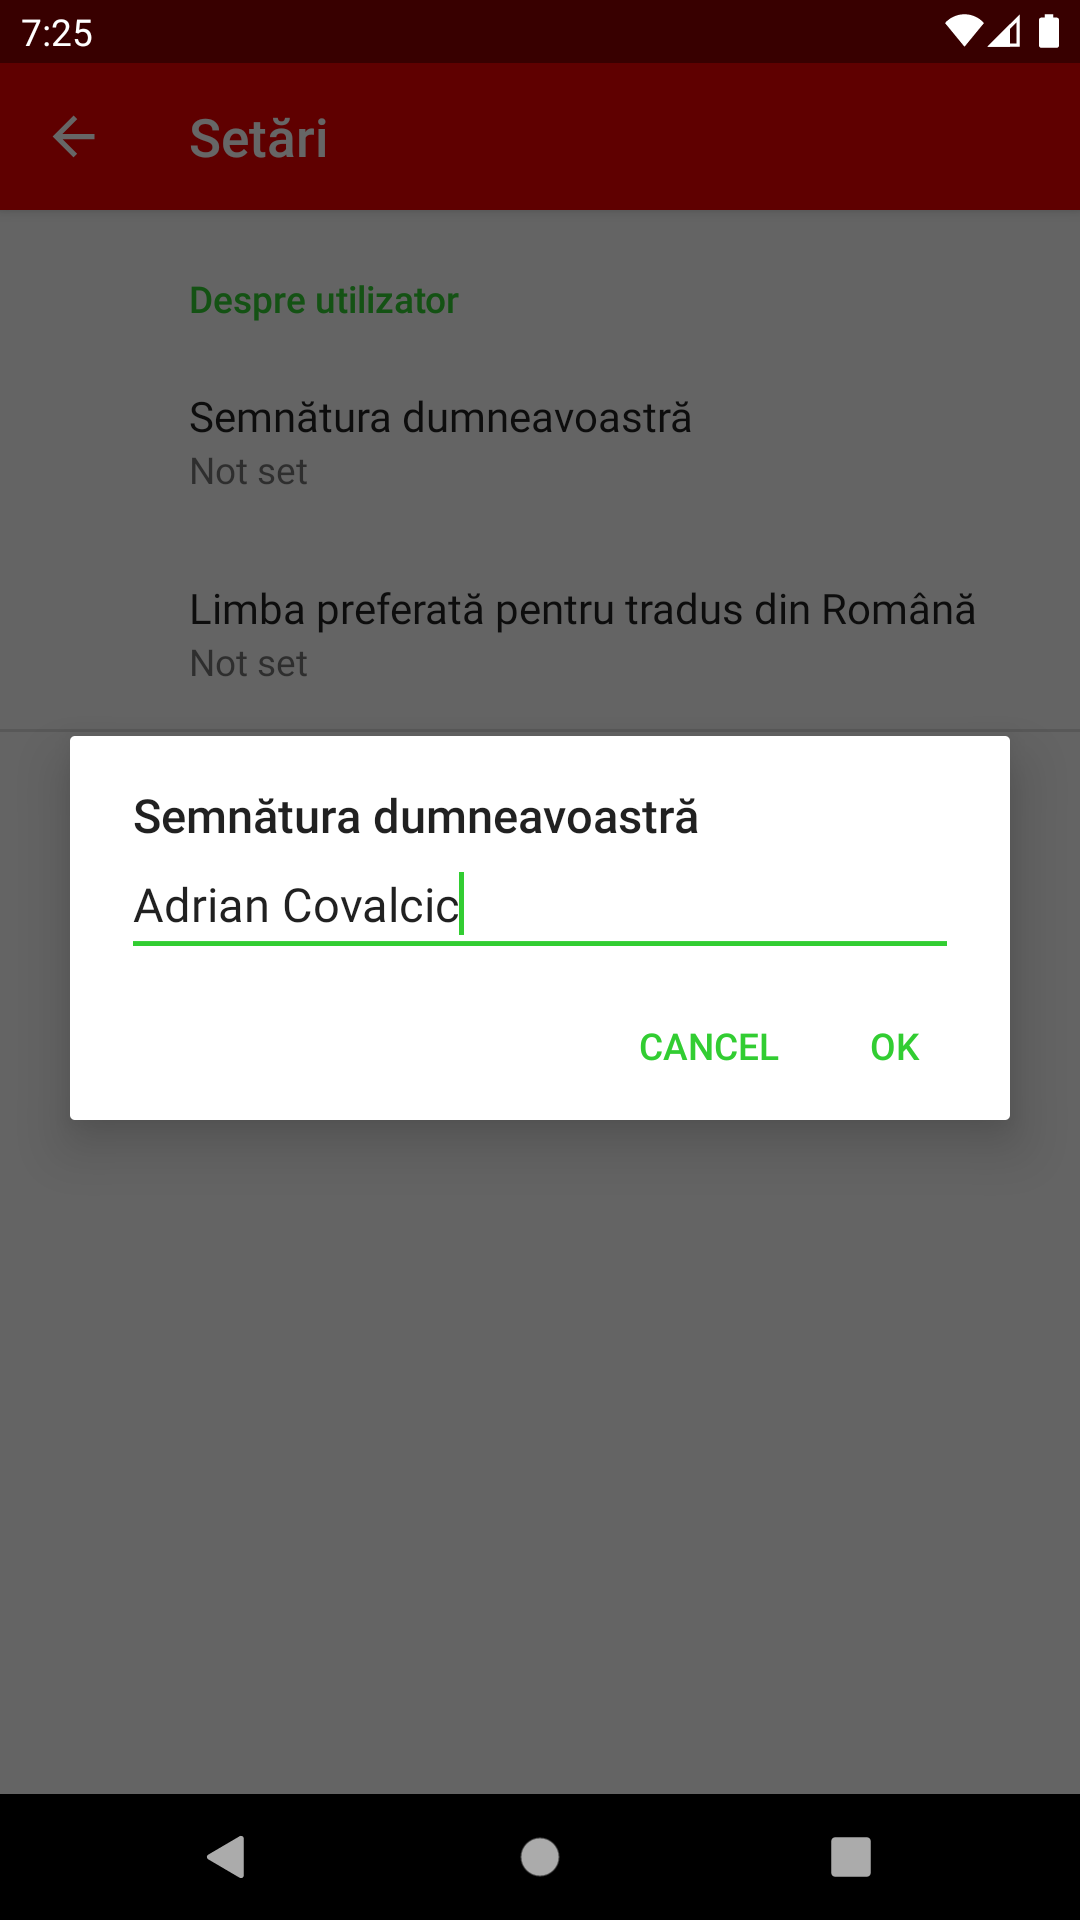 7:25
Setări
Despre utilizator
Semnătura dumneavoastră
Not set
Limba preferată pentru tradus din Română
Not set
Semnătura dumneavoastră
Adrian Covalcic
CANCEL
OK